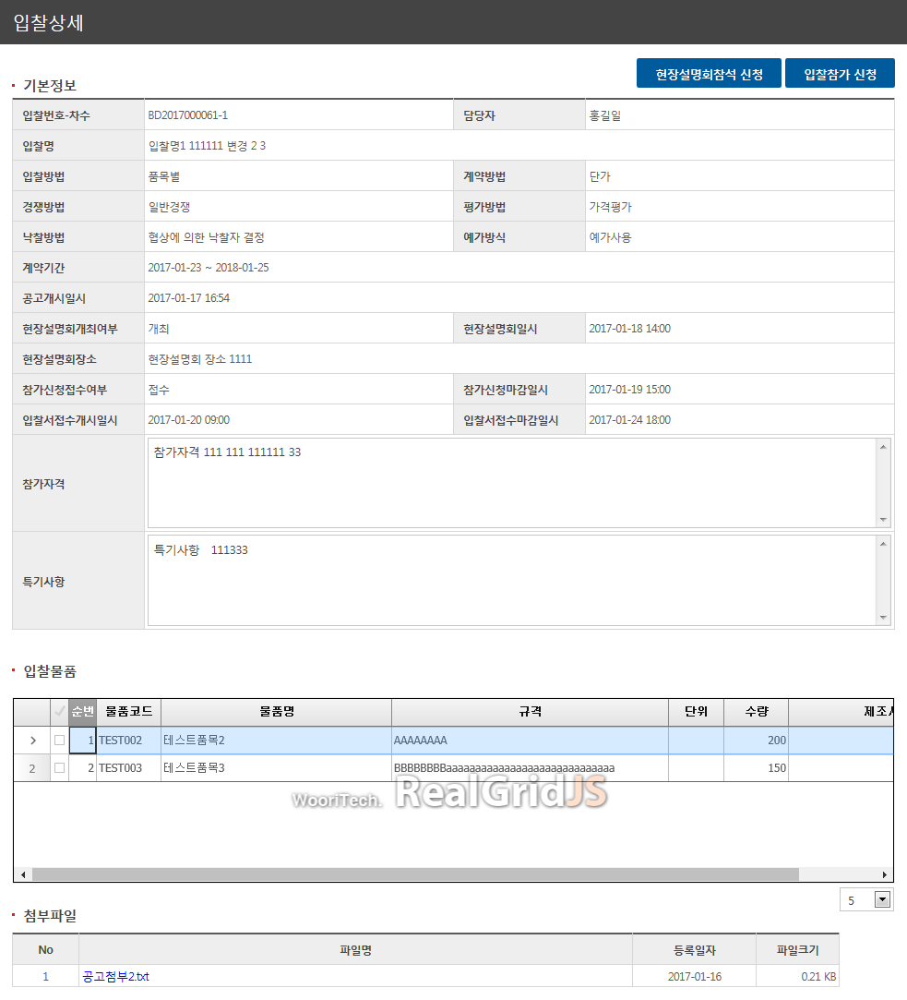 입찰상세
현장설명회참석 신청 입찰참가 신청
기본정보
입찰번호-차수 BD2017000061-1 담당자 홍길일
입찰명 입찰명1 111111 변경 2 3
입찰방법 품목별 계약방법 단가
경쟁방법 일반경쟁 평가방법 가격평가
낙찰방법 협상에 의한 낙찰자 결정 예가방식 예가사용
계약기간 2017-01-23 ~ 2018-01-25
공고개시일시 2017-01-17 16:54
현장설명회개최여부 개최 현장설명회일시 2017-01-18 14:00
현장설명회장소 현장설명회 장소 1111
참가신청접수여부 접수 참가신청마감일시 2017-01-19 15:00
입찰서접수개시일시 2017-01-20 09:00 입찰서접수마감일시 2017-01-24 18:00
참가자격 참가자격 111 111 111111 33
특기사항 특기사항 111333
입찰물품
순번 물품코드 물품명 규격 단위 수량 제조
1 TEST002 테스트품목2 AAAAAAAA 200
2 2 TEST003 테스트품목3 BBBBBBBBaaaaaaaaaaaaaaaaaaaaaaaaaaaaaa 150
WooriTech. RealGridJS
5
첨부파일
No 파일명 등록일자 파일크기
1 공고첨부2.txt 2017-01-16 0.21 KB